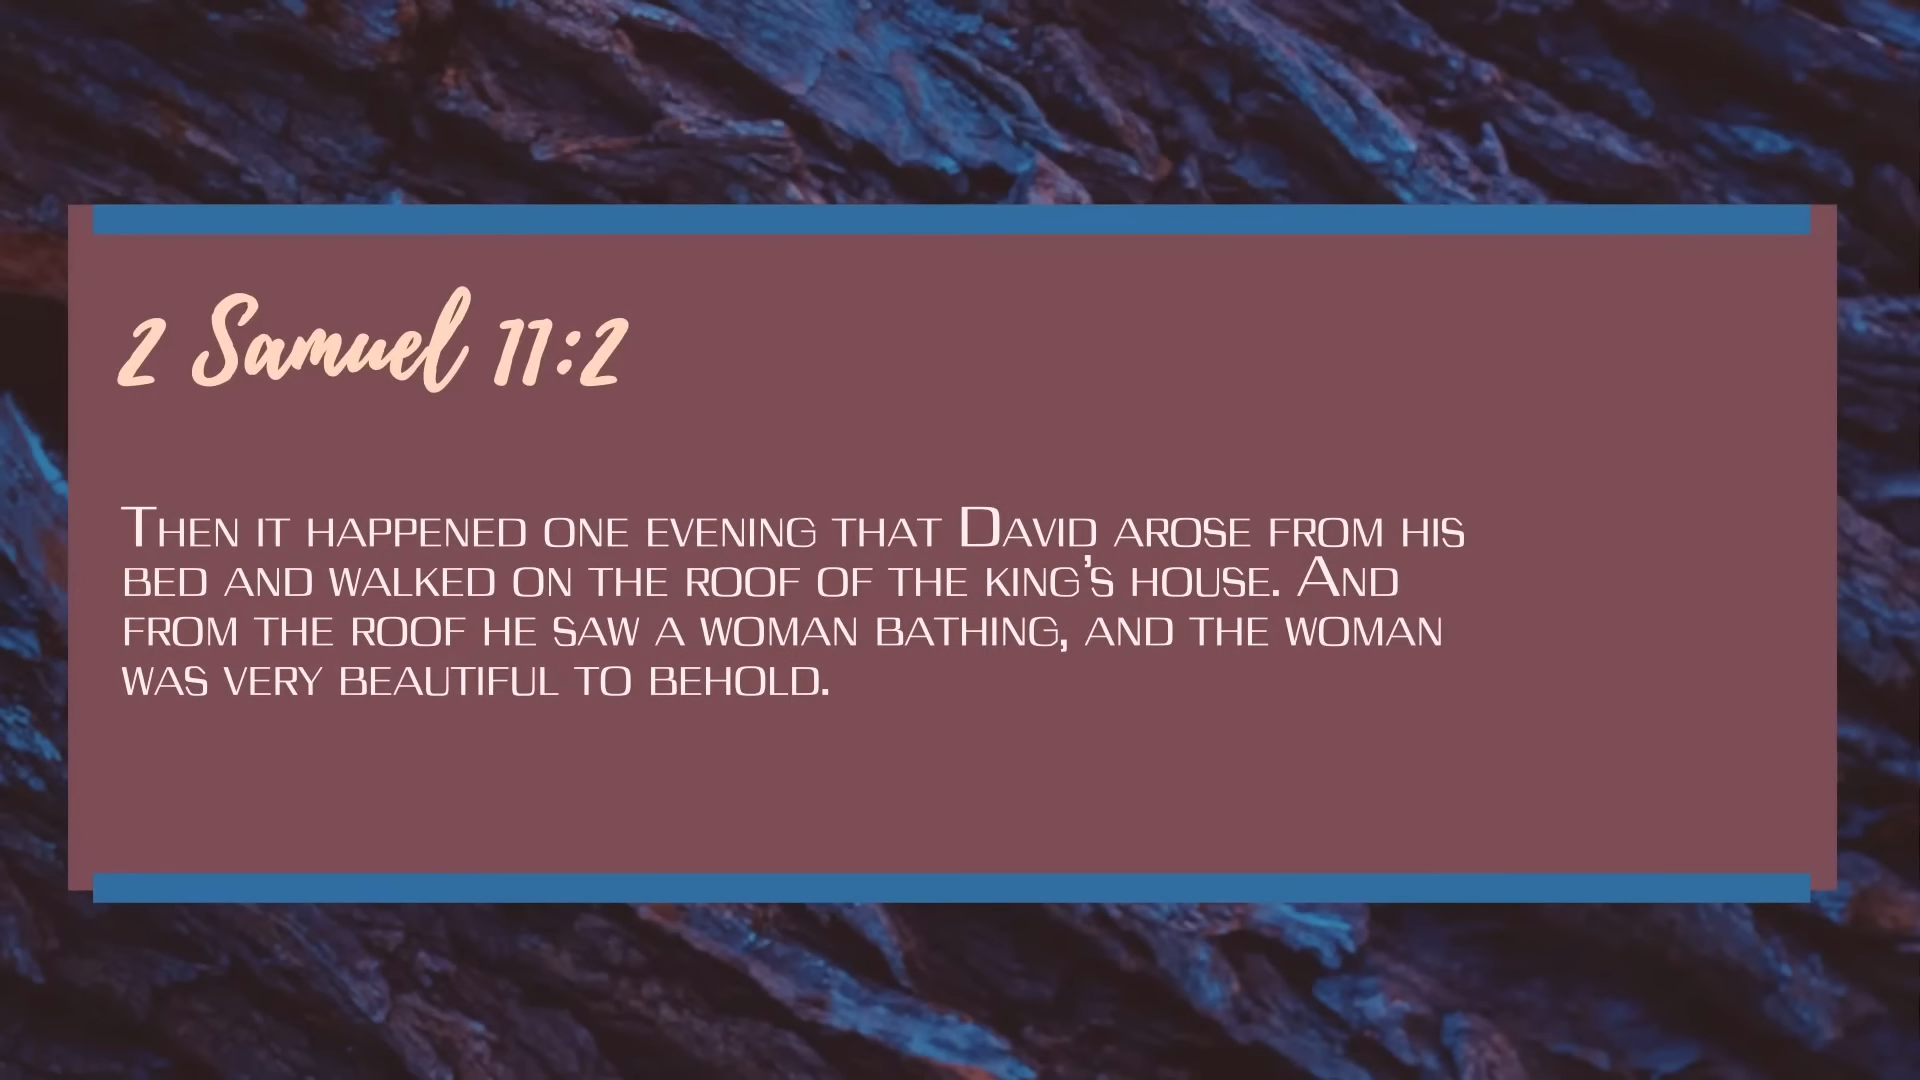 2 Samuel 11:2
Then it happened one evening that David arose from his
bed and walked on the roof of the king's house. And
from the roof he saw a woman bathing, and the woman
was very beautiful to behold.